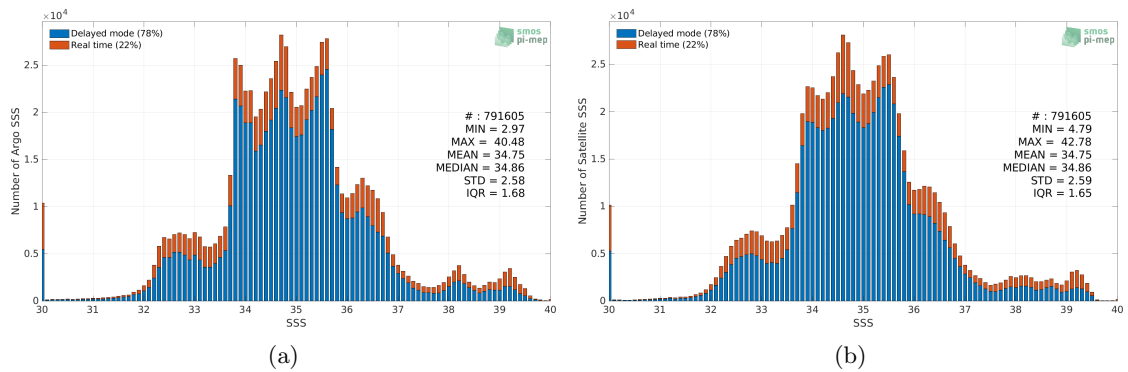 ×10⁴
Delayed mode (78%)
Real time (22%)
smos
pi-mep
# : 791605
MIN = 2.97
MAX = 40.48
MEAN = 34.75
MEDIAN = 34.86
STD = 2.58
IQR = 1.68
Number of Argo SSS
2.5
2
1.5
1
0.5
0
30 31 32 33 34 35 36 37 38 39 40
SSS
(a)
×10⁴
Delayed mode (78%)
Real time (22%)
smos
pi-mep
# : 791605
MIN = 4.79
MAX = 42.78
MEAN = 34.75
MEDIAN = 34.86
STD = 2.59
IQR = 1.65
Number of Satellite SSS
2.5
2
1.5
1
0.5
0
30 31 32 33 34 35 36 37 38 39 40
SSS
(b)